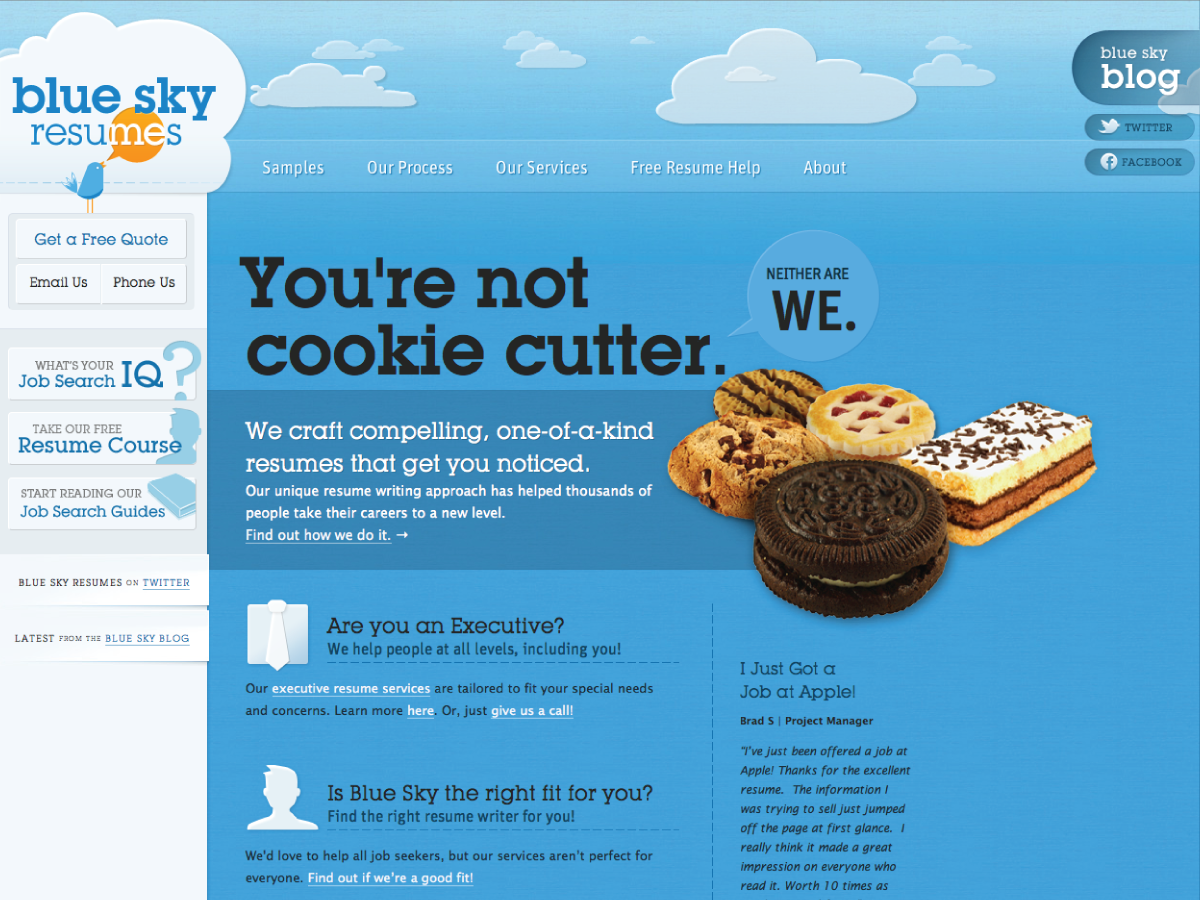 blue sky
resumes
blue sky
blog
TWITTER
FACEBOOK
Samples
Our Process
Our Services
Free Resume Help
About
Get a Free Quote
Email Us
Phone Us
WHAT'S YOUR
Job Search IQ
TAKE OUR FREE
Resume Course
START READING OUR
Job Search Guides
BLUE SKY RESUMES ON TWITTER
LATEST FROM THE BLUE SKY BLOG
You're not
cookie cutter.
NEITHER ARE
WE.
We craft compelling, one-of-a-kind
resumes that get you noticed.
Our unique resume writing approach has helped thousands of
people take their careers to a new level.
Find out how we do it. →
Are you an Executive?
We help people at all levels, including you!
Our executive resume services are tailored to fit your special needs
and concerns. Learn more here. Or, just give us a call!
Is Blue Sky the right fit for you?
Find the right resume writer for you!
We'd love to help all job seekers, but our services aren't perfect for
everyone. Find out if we're a good fit!
I Just Got a
Job at Apple!
Brad S | Project Manager
"I've just been offered a job at
Apple! Thanks for the excellent
resume. The information I
was trying to sell just jumped
off the page at first glance. I
really think it made a great
impression on everyone who
read it. Worth 10 times as